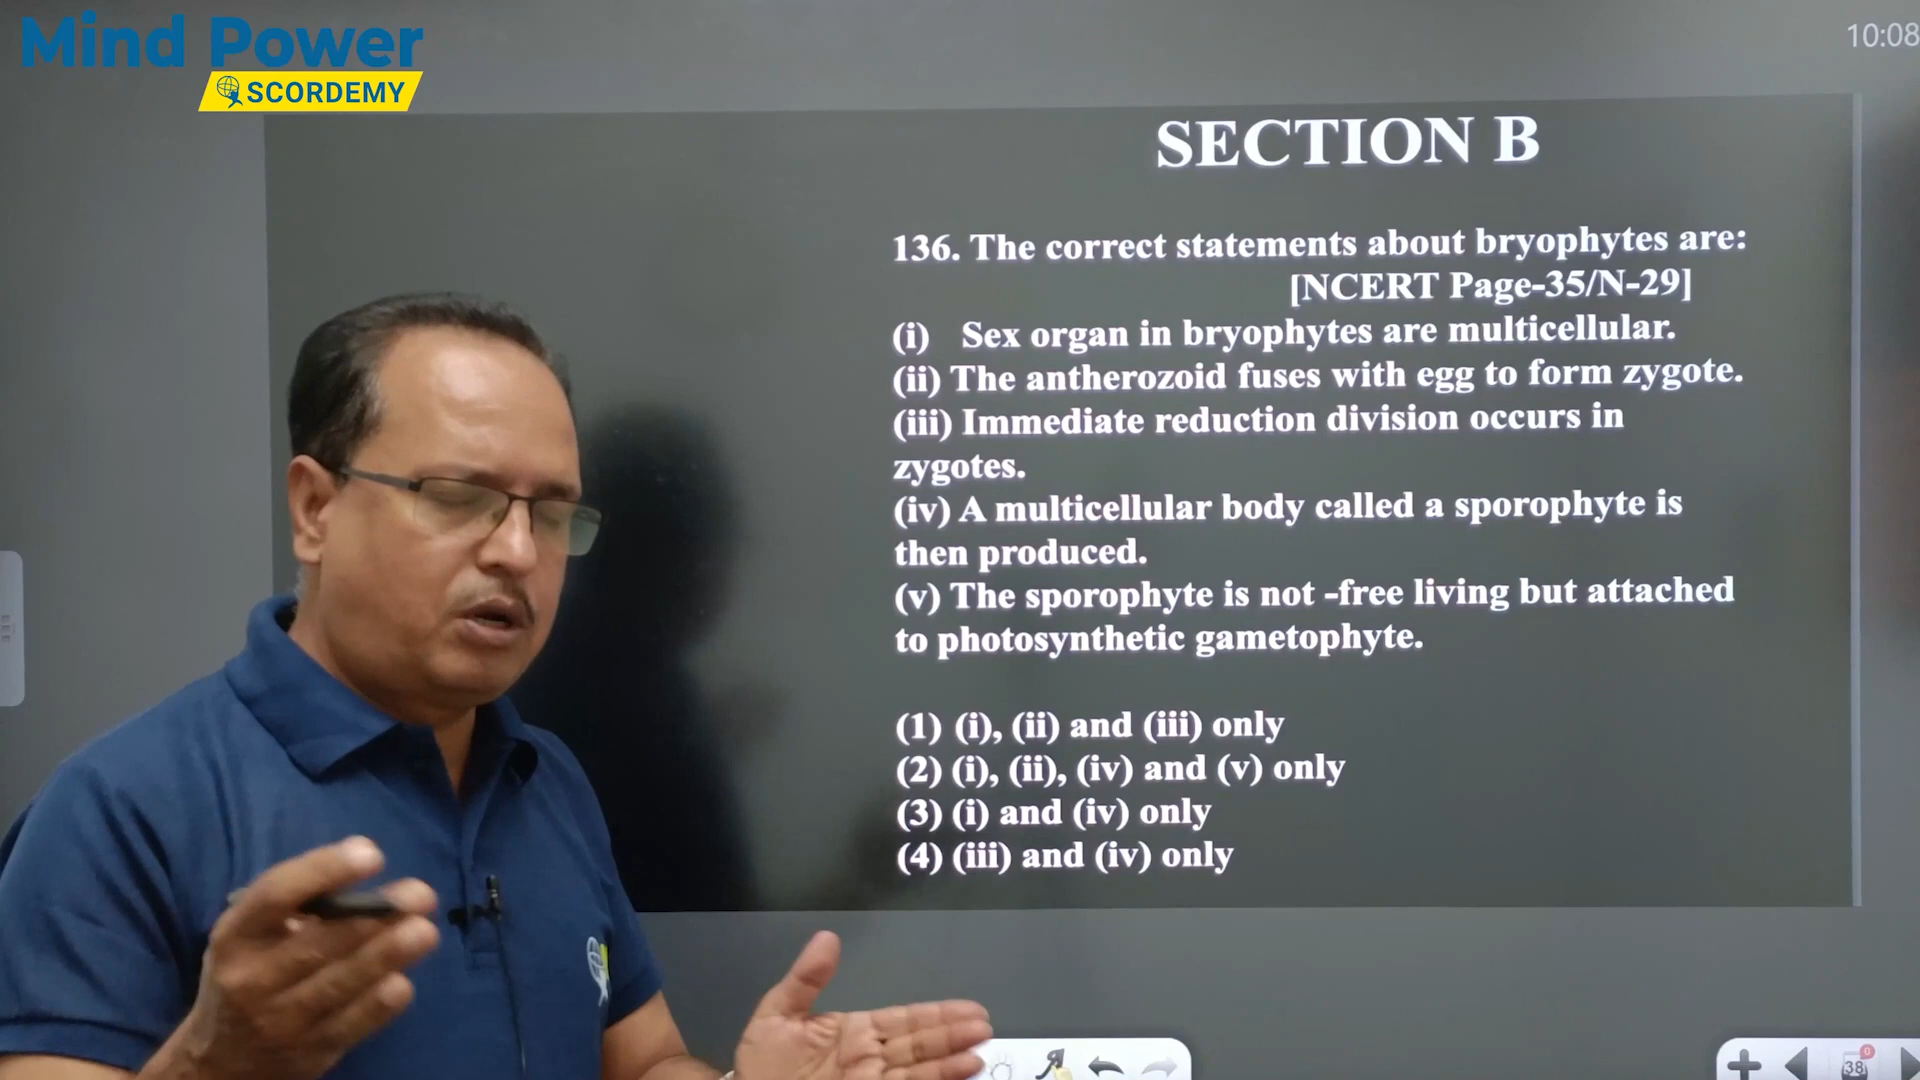 Mind Power
SCORDEMY
10:08
SECTION B
136. The correct statements about bryophytes are:
[NCERT Page-35/N-29]
(i) Sex organ in bryophytes are multicellular.
(ii) The antherozoid fuses with egg to form zygote.
(iii) Immediate reduction division occurs in
zygotes.
(iv) A multicellular body called a sporophyte is
then produced.
(v) The sporophyte is not -free living but attached
to photosynthetic gametophyte.
(1) (i), (ii) and (iii) only
(2) (i), (ii), (iv) and (v) only
(3) (i) and (iv) only
(4) (iii) and (iv) only
38
0